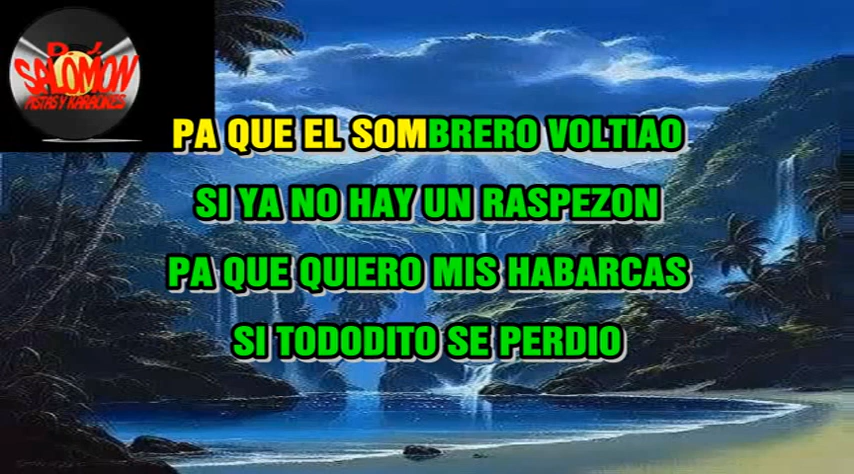 D.J.
SALOMON
PISTAS Y KARAOKES
PA QUE EL SOMBRERO VOLTIAO
SI YA NO HAY UN RASPEZON
PA QUE QUIERO MIS HABARCAS
SI TODODITO SE PERDIO